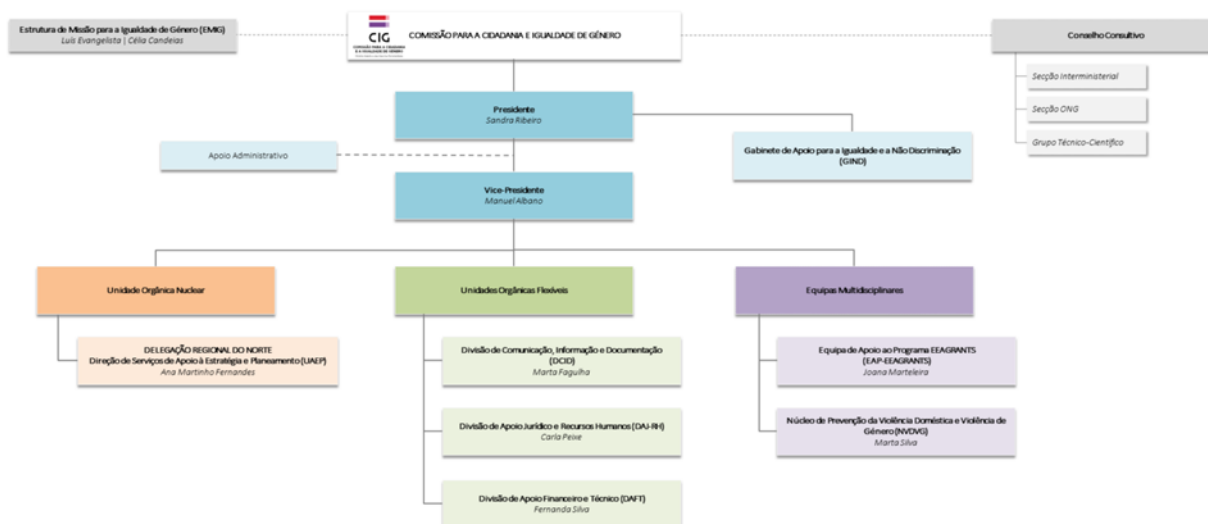 Estrutura de Missão para a Igualdade de Género (EMIG)
Luís Evangelista | Célia Candeias
CIG
COMISSÃO PARA A CIDADANIA
E A IGUALDADE DE GÉNERO
COMISSÃO PARA A CIDADANIA E IGUALDADE DE GÉNERO
Conselho Consultivo
Secção Interministerial
Secção ONG
Grupo Técnico-Científico
Presidente
Sandra Ribeiro
Apoio Administrativo
Gabinete de Apoio para a Igualdade e a Não Discriminação
(GIND)
Vice-Presidente
Manuel Albano
Unidade Orgânica Nuclear
DELEGAÇÃO REGIONAL DO NORTE
Direção de Serviços de Apoio à Estratégia e Planeamento (UAEP)
Ana Martinho Fernandes
Unidades Orgânicas Flexíveis
Divisão de Comunicação, Informação e Documentação
(DCID)
Marta Fagulha
Divisão de Apoio Jurídico e Recursos Humanos (DAJ-RH)
Carla Peixe
Divisão de Apoio Financeiro e Técnico (DAFT)
Fernanda Silva
Equipas Multidisciplinares
Equipa de Apoio ao Programa EEAGRANTS
(EAP-EEAGRANTS)
Joana Marteleira
Núcleo de Prevenção da Violência Doméstica e Violência de
Género (NVDVG)
Marta Silva